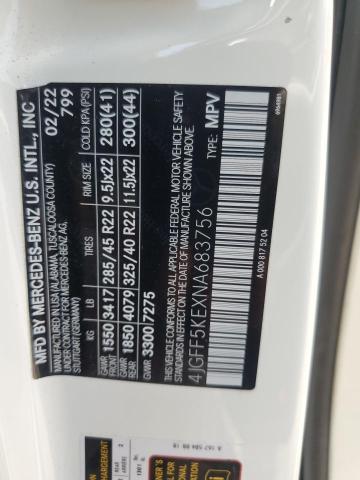 MFD BY MERCEDES-BENZ U.S. INTL., INC
MADE IN USA (ALABAMA, TUSCALOOSA COUNTY)
UNDER CONTRACT FOR MERCEDES-BENZ AG,
STUTTGART (GERMANY)
02/22
799
KG LB TIRES RIM SIZE COLD KPA/(PSI)
GAWR FRONT 1550 3417 285/45 R22 9.5Jx22 280(41)
GAWR REAR 1850 4079 325/40 R22 11.5Jx22 300(44)
GVWR 3300 7275
THIS VEHICLE CONFORMS TO ALL APPLICABLE FEDERAL MOTOR VEHICLE SAFETY
STANDARDS IN EFFECT ON THE DATE OF MANUFACTURE SHOWN ABOVE.
4JGFF5KEXNA683756 TYPE: MPV
A 000 817 52 04